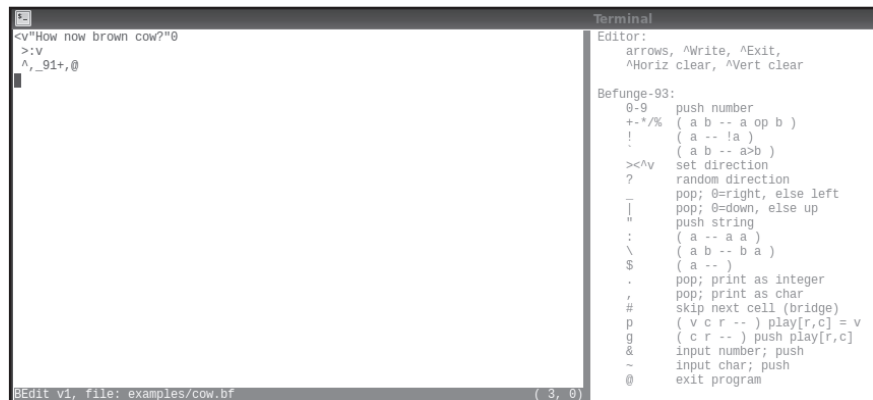 Terminal
<v"How now brown cow?"0
>:v
^,_91+,@
BEdit v1, file: examples/cow.bf ( 3, 0)
Editor:
arrows, ^Write, ^Exit,
^Horiz clear, ^Vert clear
Befunge-93:
0-9 push number
+-*/% ( a b -- a op b )
! ( a -- !a )
` ( a b -- a>b )
><^v set direction
? random direction
_ pop; 0=right, else left
| pop; 0=down, else up
" push string
: ( a -- a a )
\ ( a b -- b a )
$ ( a -- )
. pop; print as integer
, pop; print as char
# skip next cell (bridge)
p ( v c r -- ) play[r,c] = v
g ( c r -- ) push play[r,c]
& input number; push
~ input char; push
@ exit program